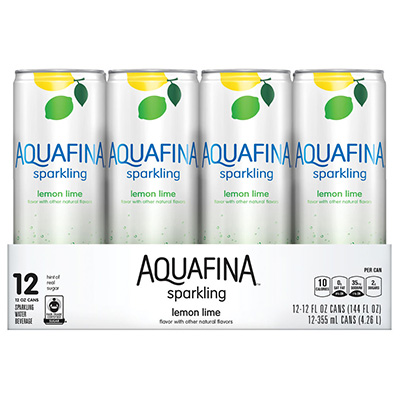 AQUAFINA
sparkling
lemon lime
flavor with other natural flavors
AQUAFINA
sparkling
lemon lime
flavor with other natural flavors
AQUAFINA
sparkling
lemon lime
flavor with other natural flavors
AQUAFINA
sparkling
lemon lime
flavor with other natural flavors
12
12 OZ CANS
SPARKLING
WATER
BEVERAGE
hint of
real
sugar
AQUAFINA™
sparkling
lemon lime
flavor with other natural flavors
PER CAN
10
CALORIES
0g
SAT FAT
35mg
SODIUM
2g
SUGARS
12-12 FL OZ CANS (144 FL OZ)
12-355 mL CANS (4.26 L)